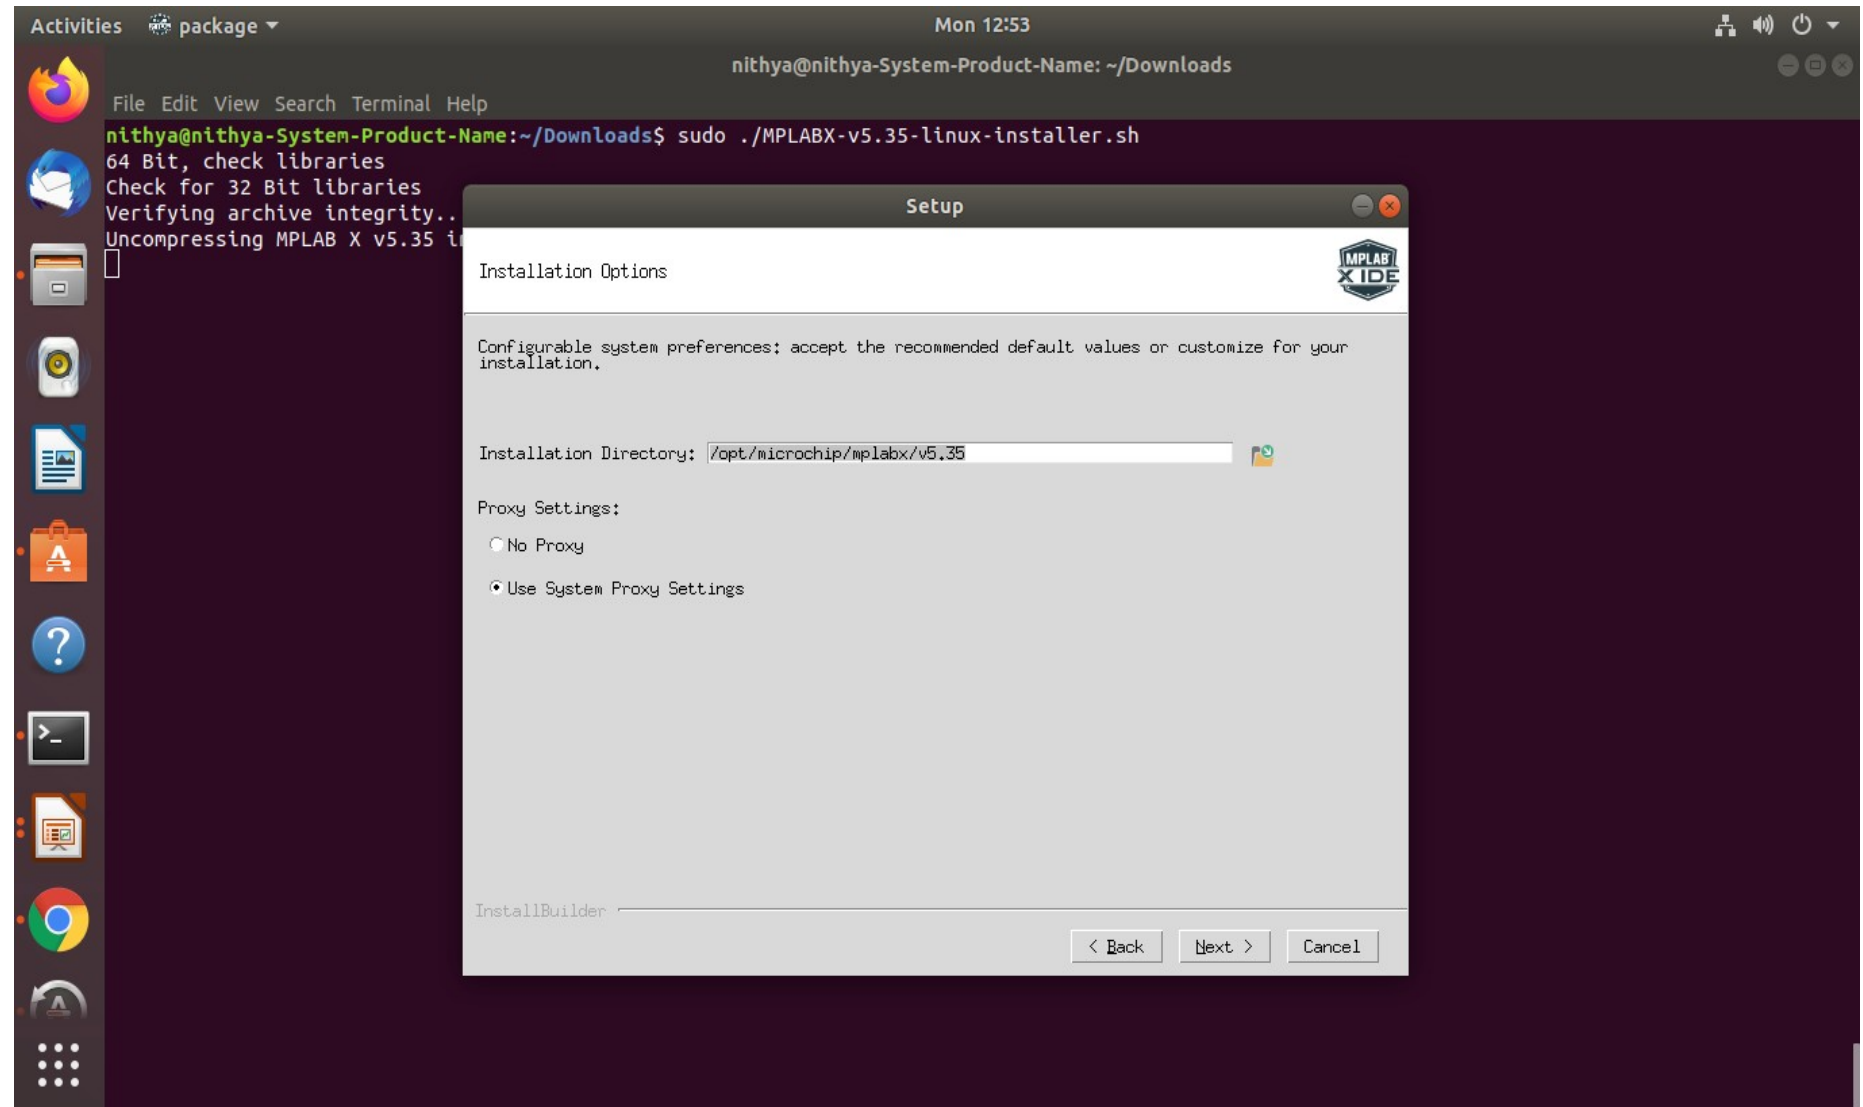 Activities package Mon 12:53
nithya@nithya-System-Product-Name: ~/Downloads
File Edit View Search Terminal Help
nithya@nithya-System-Product-Name:~/Downloads$ sudo ./MPLABX-v5.35-linux-installer.sh
64 Bit, check libraries
Check for 32 Bit libraries
Verifying archive integrity..
Uncompressing MPLAB X v5.35 i
Setup
Installation Options
MPLAB
X IDE
Configurable system preferences: accept the recommended default values or customize for your
installation.
Installation Directory: /opt/microchip/mplabx/v5.35
Proxy Settings:
No Proxy
Use System Proxy Settings
InstallBuilder
< Back Next > Cancel